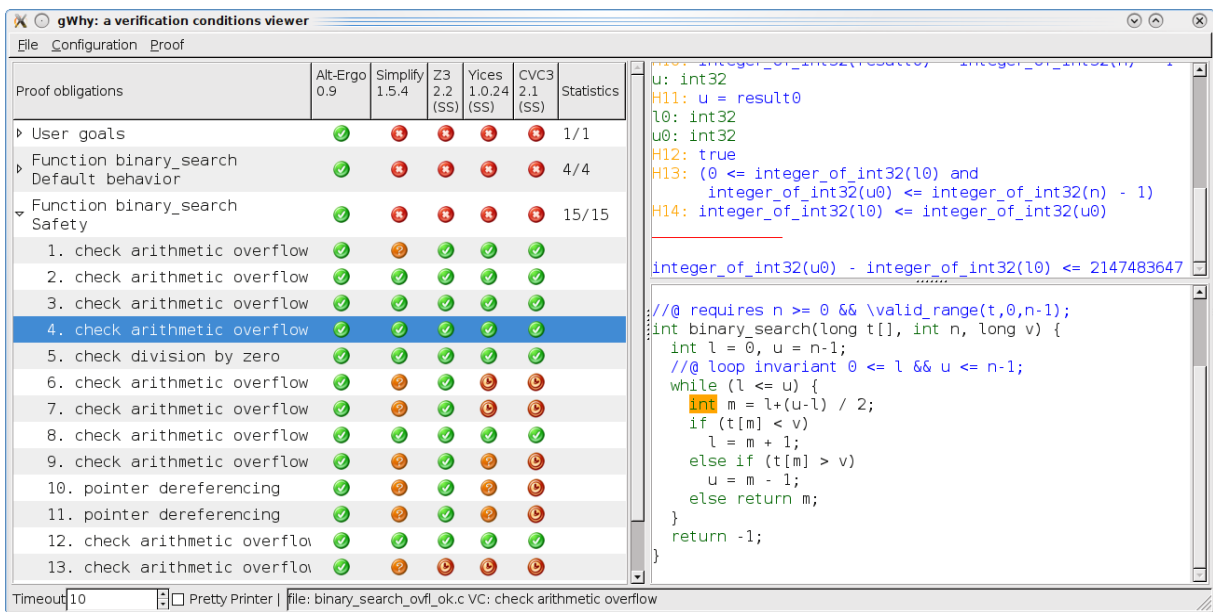 gWhy: a verification conditions viewer
File Configuration Proof
Proof obligations
Alt-Ergo
0.9
Simplify
1.5.4
Z3
2.2
(SS)
Yices
1.0.24
(SS)
CVC3
2.1
(SS)
Statistics
User goals
1/1
Function binary_search
Default behavior
4/4
Function binary_search
Safety
15/15
1. check arithmetic overflow
2. check arithmetic overflow
3. check arithmetic overflow
4. check arithmetic overflow
5. check division by zero
6. check arithmetic overflow
7. check arithmetic overflow
8. check arithmetic overflow
9. check arithmetic overflow
10. pointer dereferencing
11. pointer dereferencing
12. check arithmetic overflo
13. check arithmetic overflo
u: int32
H11: u = result0
l0: int32
u0: int32
H12: true
H13: (0 <= integer_of_int32(l0) and
integer_of_int32(u0) <= integer_of_int32(n) - 1)
H14: integer_of_int32(l0) <= integer_of_int32(u0)
integer_of_int32(u0) - integer_of_int32(l0) <= 2147483647
//@ requires n >= 0 && \valid_range(t,0,n-1);
int binary_search(long t[], int n, long v) {
int l = 0, u = n-1;
//@ loop invariant 0 <= l && u <= n-1;
while (l <= u) {
int m = l+(u-l) / 2;
if (t[m] < v)
l = m + 1;
else if (t[m] > v)
u = m - 1;
else return m;
}
return -1;
}
Timeout 10 Pretty Printer | file: binary_search_ovfl_ok.c VC: check arithmetic overflow